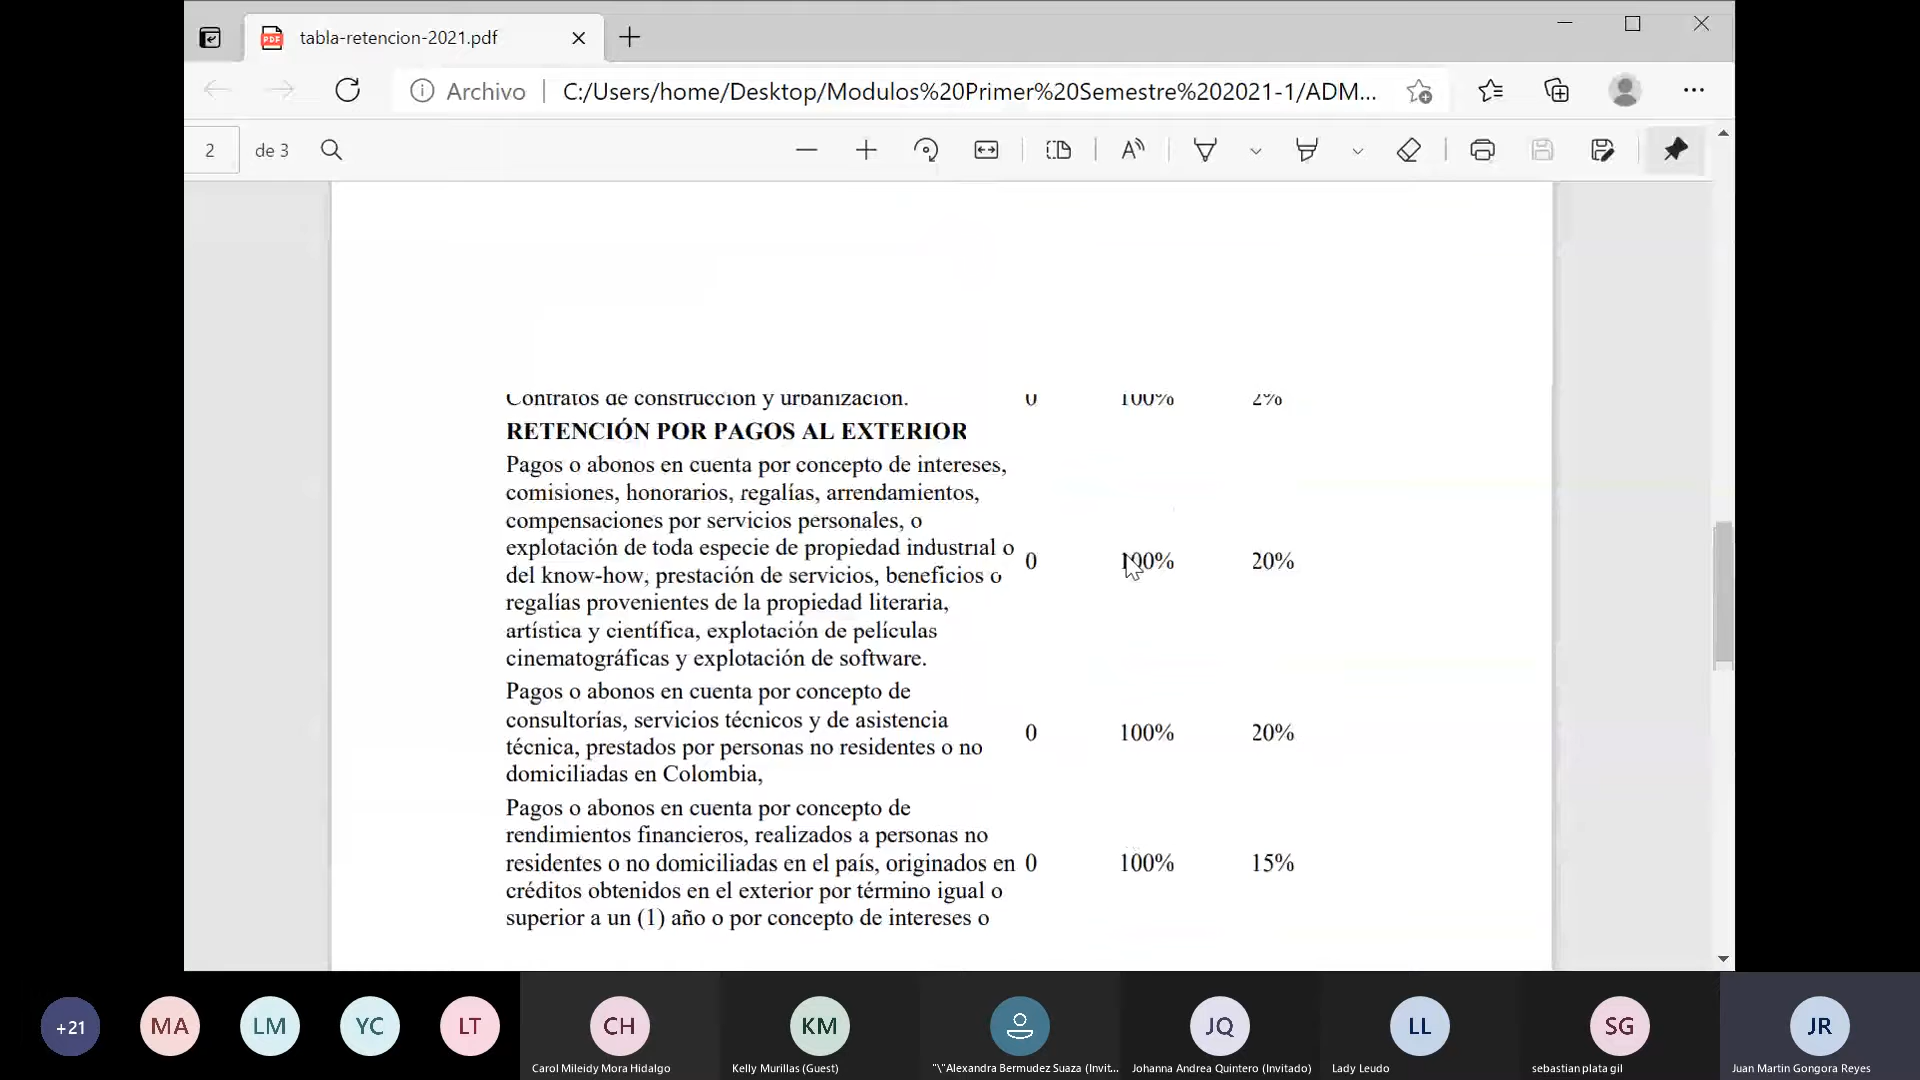 tabla-retencion-2021.pdf
Archivo
C:/Users/home/Desktop/Modulos%20Primer%20Semestre%202021-1/ADM...
2 de 3
Contratos de construcción y urbanización. 0 100% 2%
RETENCIÓN POR PAGOS AL EXTERIOR
Pagos o abonos en cuenta por concepto de intereses,
comisiones, honorarios, regalías, arrendamientos,
compensaciones por servicios personales, o
explotación de toda especie de propiedad industrial o 0 100% 20%
del know-how, prestación de servicios, beneficios o
regalías provenientes de la propiedad literaria,
artística y científica, explotación de películas
cinematográficas y explotación de software.
Pagos o abonos en cuenta por concepto de
consultorías, servicios técnicos y de asistencia 0 100% 20%
técnica, prestados por personas no residentes o no
domiciliadas en Colombia,
Pagos o abonos en cuenta por concepto de
rendimientos financieros, realizados a personas no
residentes o no domiciliadas en el país, originados en 0 100% 15%
créditos obtenidos en el exterior por término igual o
superior a un (1) año o por concepto de intereses o
+21 MA LM YC LT CH KM JQ LL SG JR
Carol Mileidy Mora Hidalgo Kelly Murillas (Guest) "\"Alexandra Bermudez Suaza (Invit... Johanna Andrea Quintero (Invitado) Lady Leudo sebastian plata gil Juan Martin Gongora Reyes